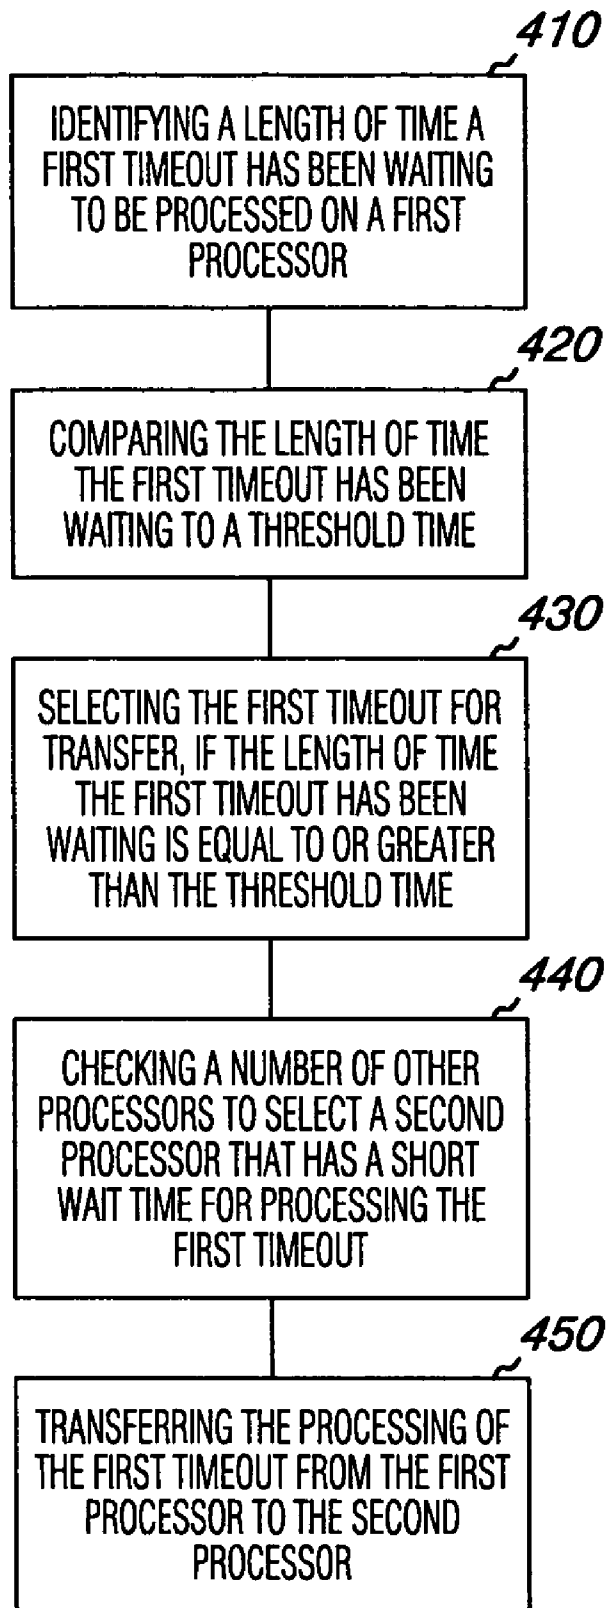 410
IDENTIFYING A LENGTH OF TIME A
FIRST TIMEOUT HAS BEEN WAITING
TO BE PROCESSED ON A FIRST
PROCESSOR
420
COMPARING THE LENGTH OF TIME
THE FIRST TIMEOUT HAS BEEN
WAITING TO A THRESHOLD TIME
430
SELECTING THE FIRST TIMEOUT FOR
TRANSFER, IF THE LENGTH OF TIME
THE FIRST TIMEOUT HAS BEEN
WAITING IS EQUAL TO OR GREATER
THAN THE THRESHOLD TIME
440
CHECKING A NUMBER OF OTHER
PROCESSORS TO SELECT A SECOND
PROCESSOR THAT HAS A SHORT
WAIT TIME FOR PROCESSING THE
FIRST TIMEOUT
450
TRANSFERRING THE PROCESSING OF
THE FIRST TIMEOUT FROM THE FIRST
PROCESSOR TO THE SECOND
PROCESSOR